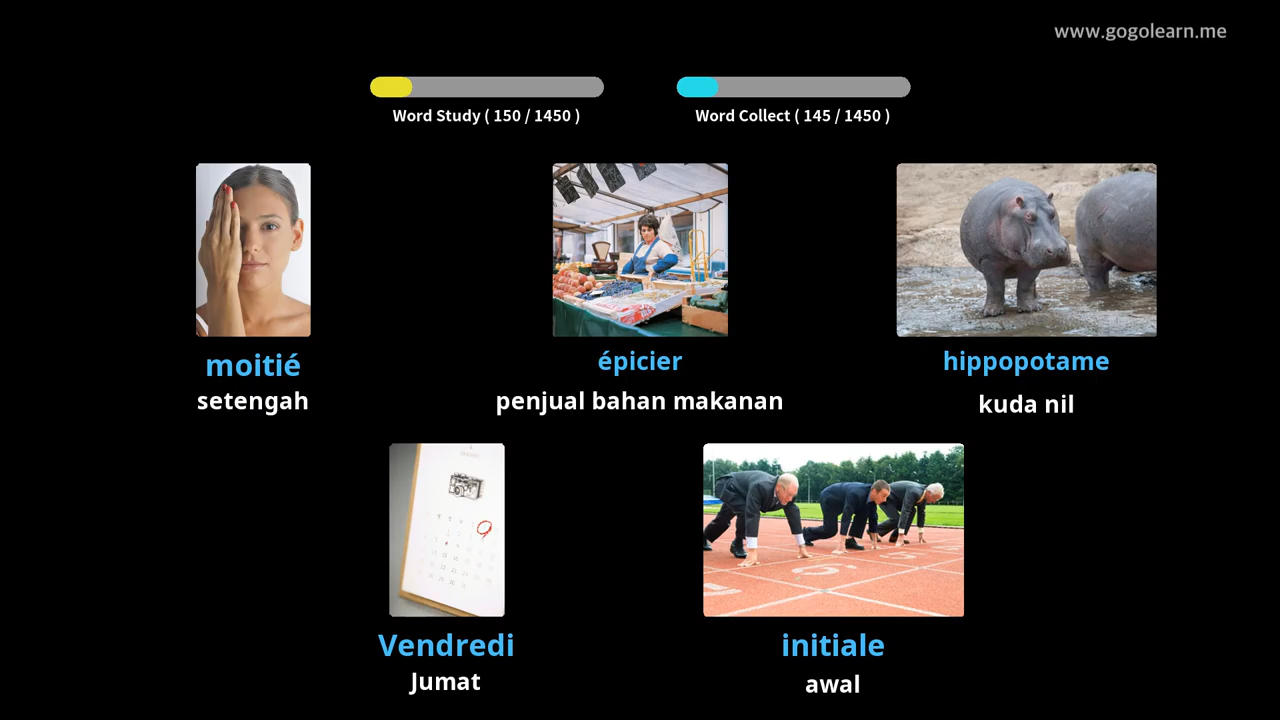 www.gogolearn.me
Word Study ( 150 / 1450 )
Word Collect ( 145 / 1450 )
moitié
setengah
épicier
penjual bahan makanan
hippopotame
kuda nil
Vendredi
Jumat
initiale
awal